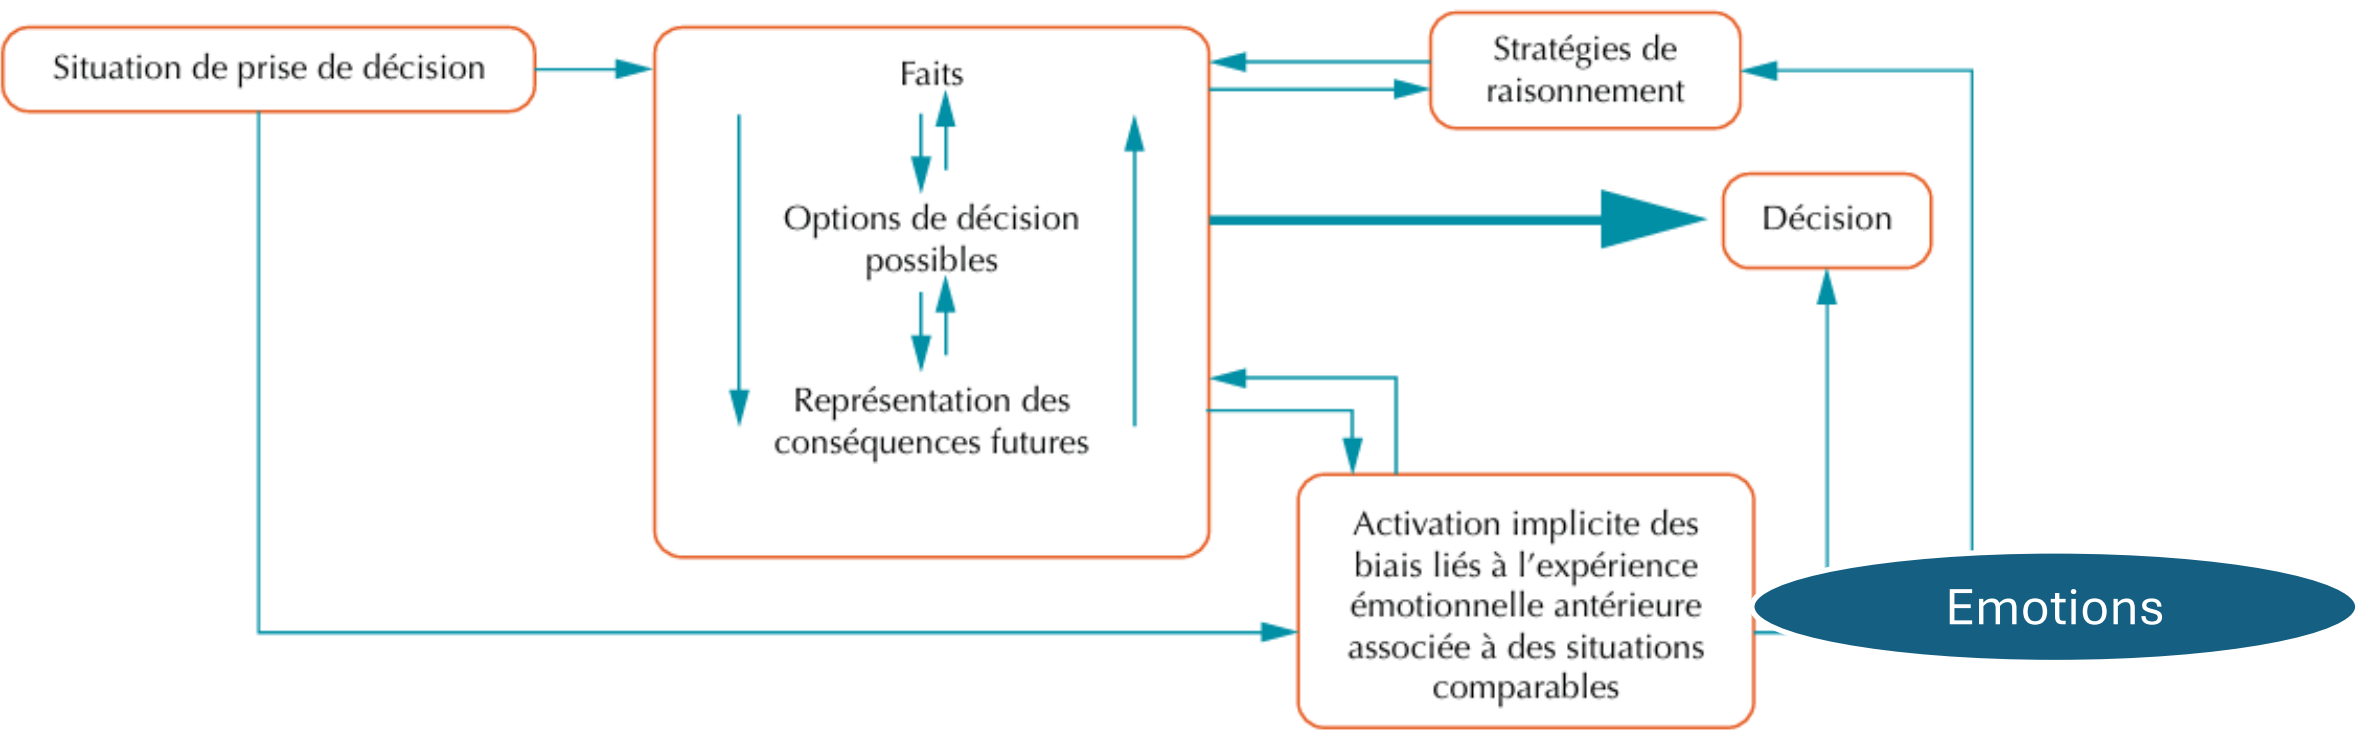 Situation de prise de décision
Faits
Options de décision
possibles
Représentation des
conséquences futures
Stratégies de
raisonnement
Décision
Activation implicite des
biais liés à l'expérience
émotionnelle antérieure
associée à des situations
comparables
Emotions